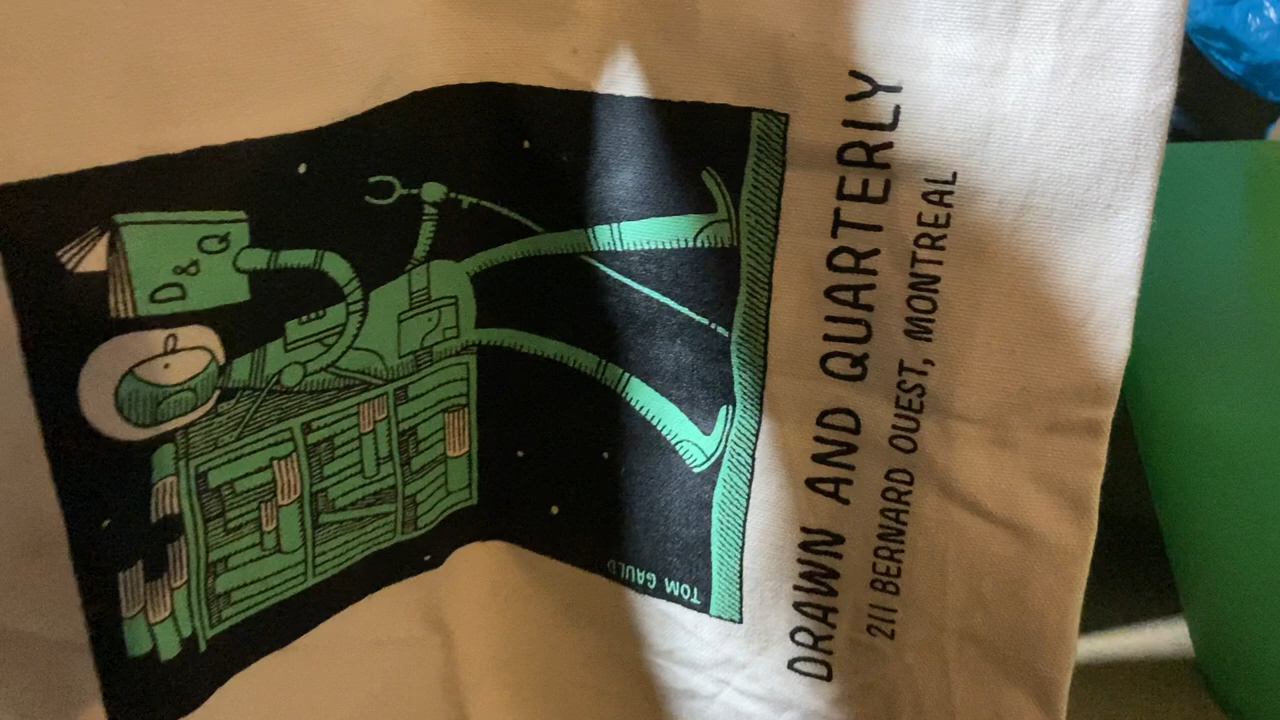 D & Q
TOM GAULD
DRAWN AND QUARTERLY
211 BERNARD OUEST, MONTREAL